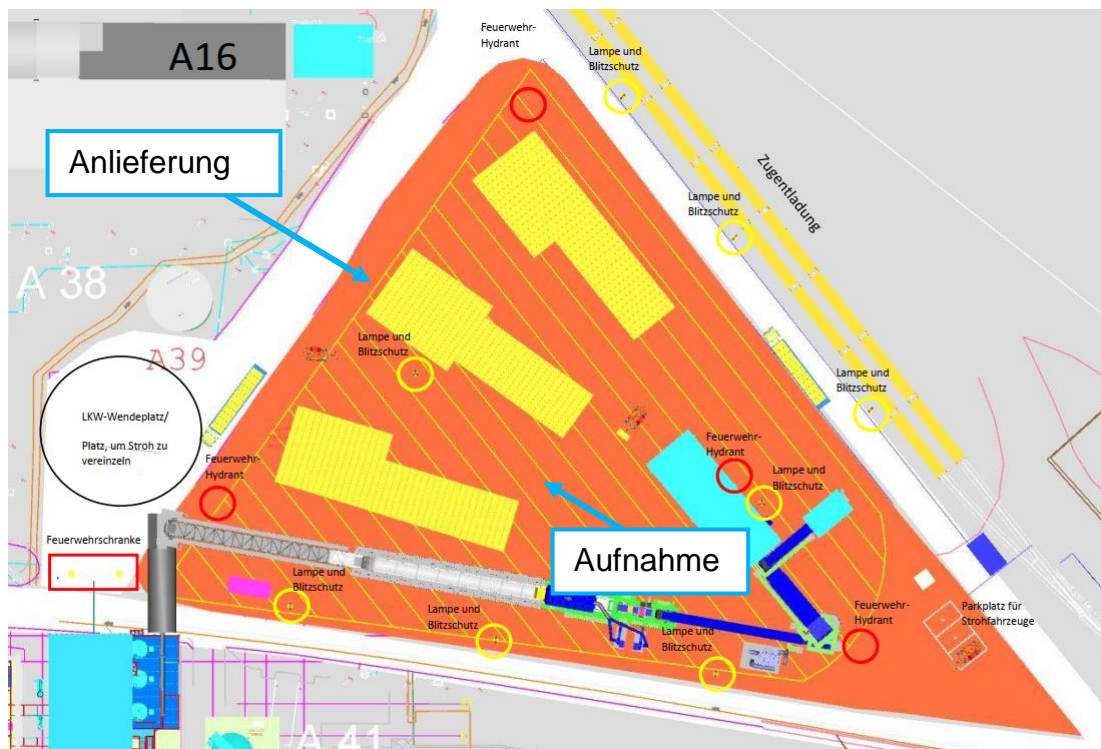 A16
Feuerwehr-
Hydrant
Lampe und
Blitzschutz
Anlieferung
Zugentladung
Lampe und
Blitzschutz
A 38
Lampe und
Blitzschutz
A39
Lampe und
Blitzschutz
LKW-Wendeplatz/
Platz, um Stroh zu
vereinzeln
Feuerwehr-
Hydrant
Feuerwehr-
Hydrant
Lampe und
Blitzschutz
Feuerwehrschranke
Aufnahme
Lampe und
Blitzschutz
Lampe und
Blitzschutz
Lampe und
Blitzschutz
Feuerwehr-
Hydrant
Parkplatz für
Strohfahrzeuge
A 41